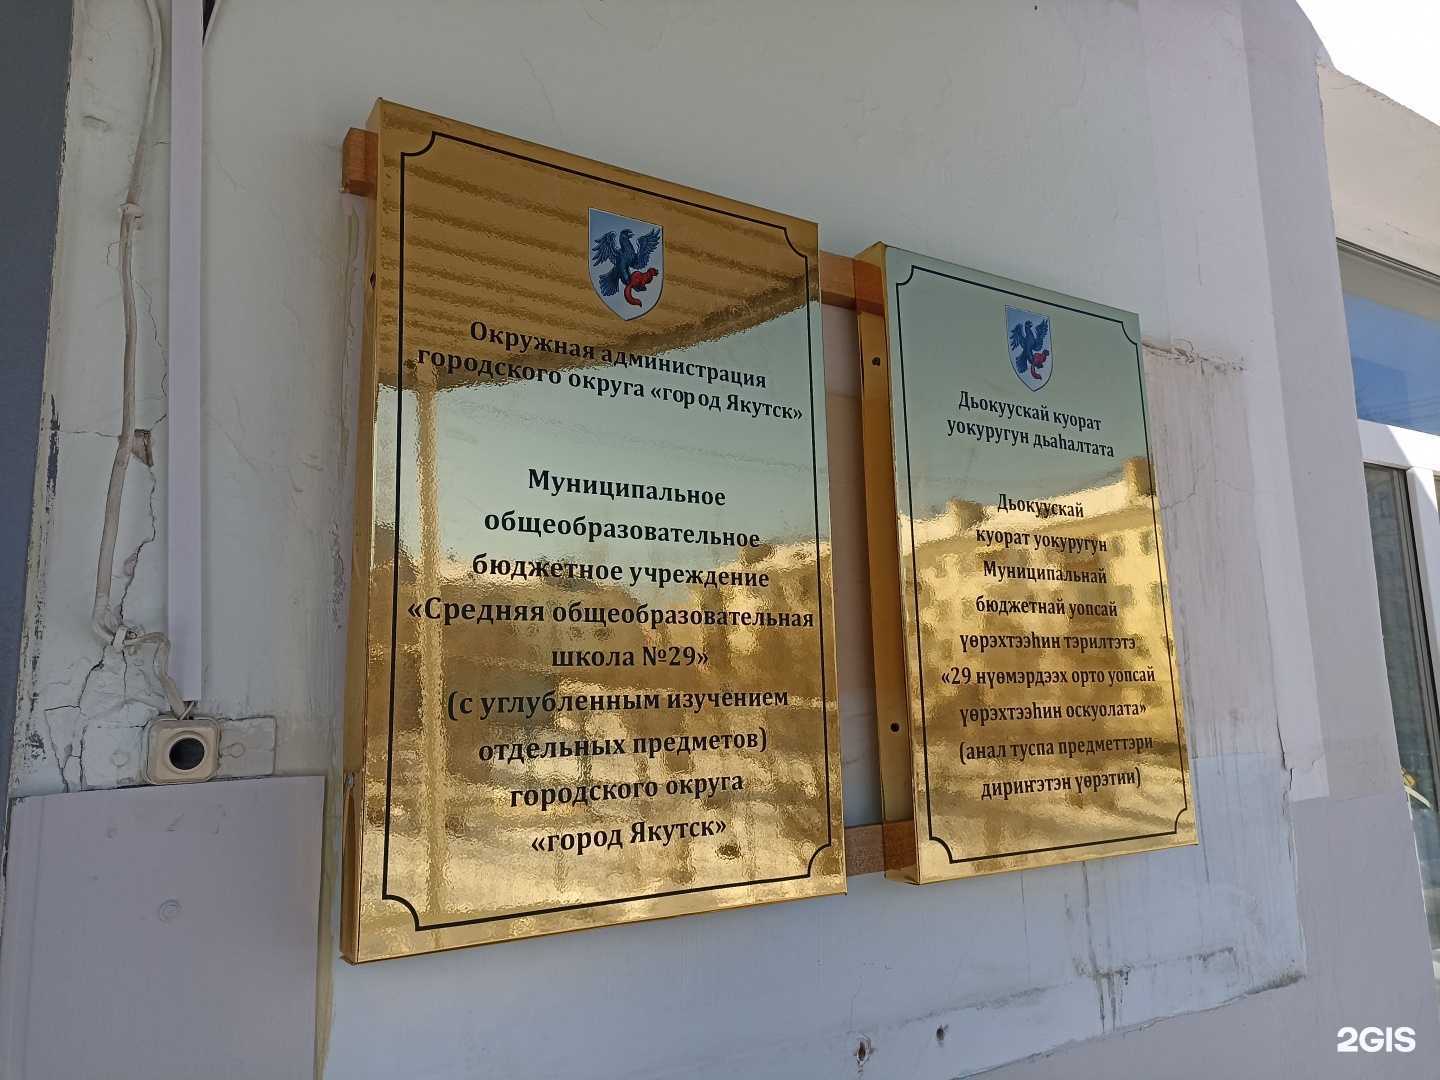 Окружная администрация
городского округа «город Якутск»
Муниципальное
общеобразовательное
бюджетное учреждение
«Средняя общеобразовательная
школа №29»
(с углубленным изучением
отдельных предметов)
городского округа
«город Якутск»
Дьокуускай куорат
уокуругун дьаһалтата
Дьокуускай
куорат уокуругун
Муниципальнай
бюджетнай уопсай
үөрэхтээһин тэрилтэтэ
«29 нүөмэрдээх орто уопсай
үөрэхтээһин оскуолата»
(анал туспа предметтэри
дириҥэтэн үөрэтии)
2GIS